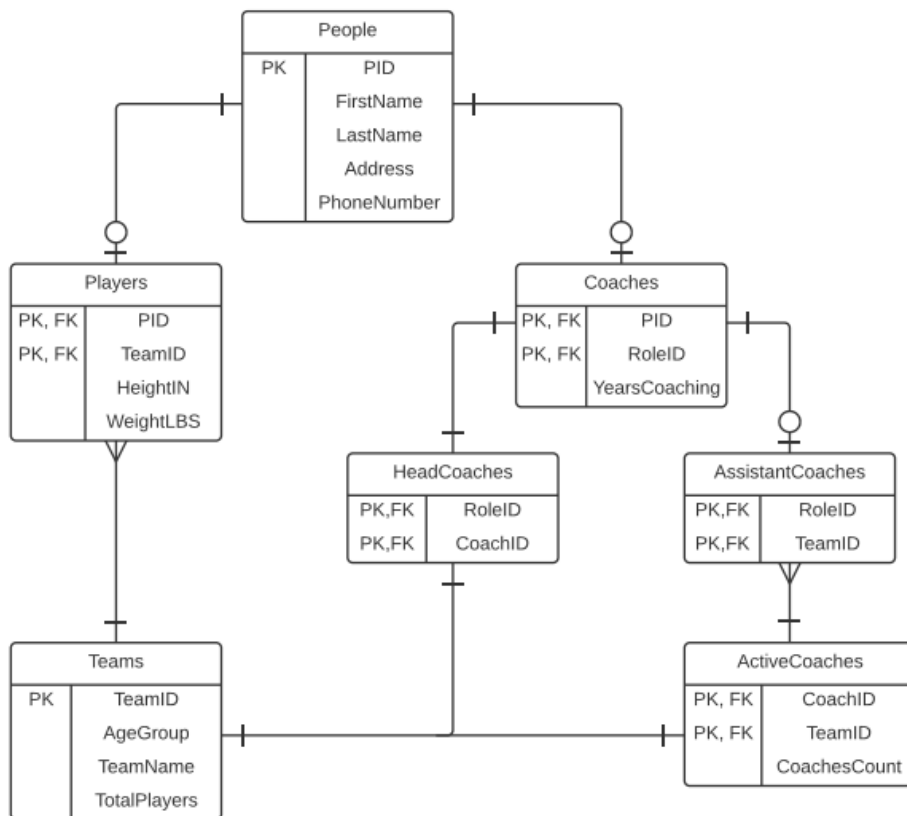 People
PK PID
FirstName
LastName
Address
PhoneNumber
Players
PK, FK PID
PK, FK TeamID
HeightIN
WeightLBS
Coaches
PK, FK PID
PK, FK RoleID
YearsCoaching
HeadCoaches
PK,FK RoleID
PK,FK CoachID
AssistantCoaches
PK,FK RoleID
PK,FK TeamID
Teams
PK TeamID
AgeGroup
TeamName
TotalPlayers
ActiveCoaches
PK, FK CoachID
PK, FK TeamID
CoachesCount